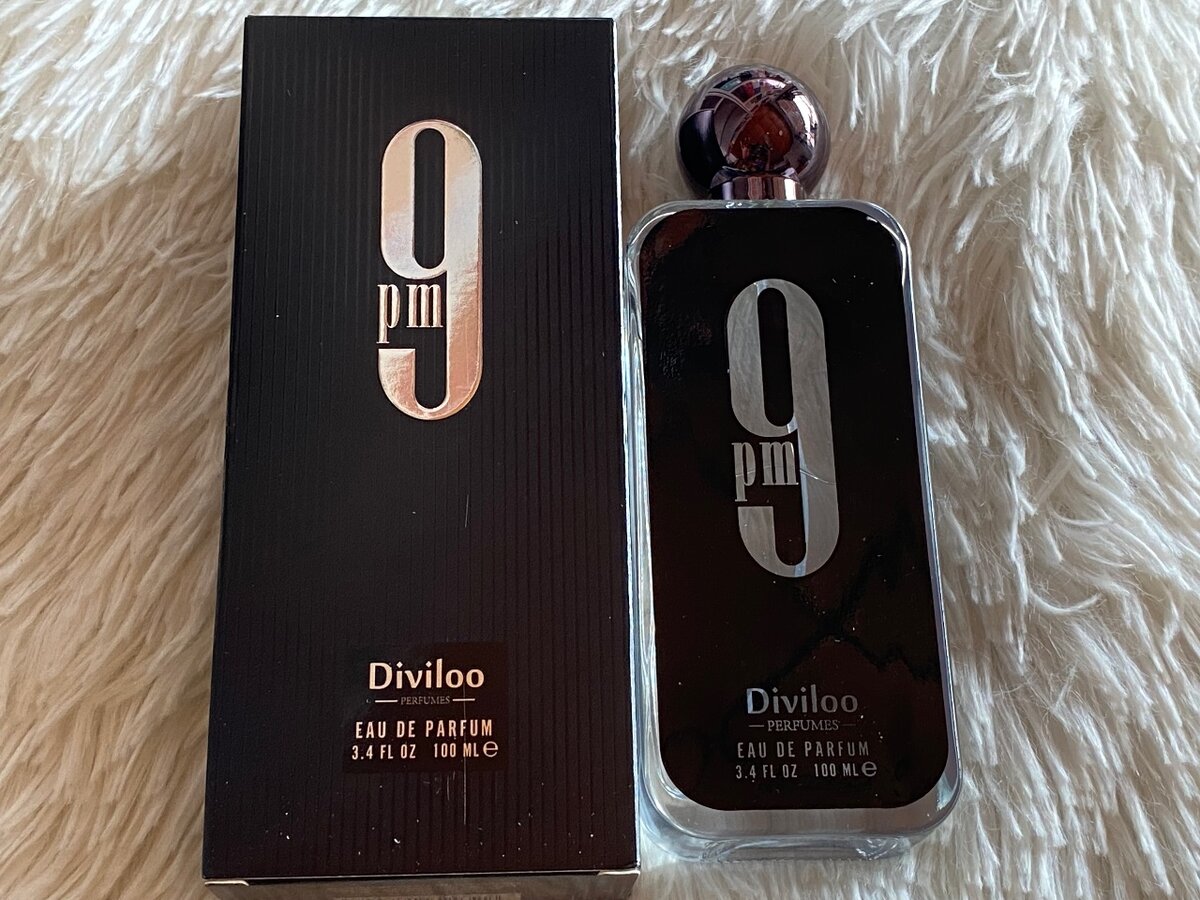 9
pm
Diviloo
PERFUMES
EAU DE PARFUM
3.4 FL OZ 100 ML e
9
pm
Diviloo
PERFUMES
EAU DE PARFUM
3.4 FL OZ 100 ML e